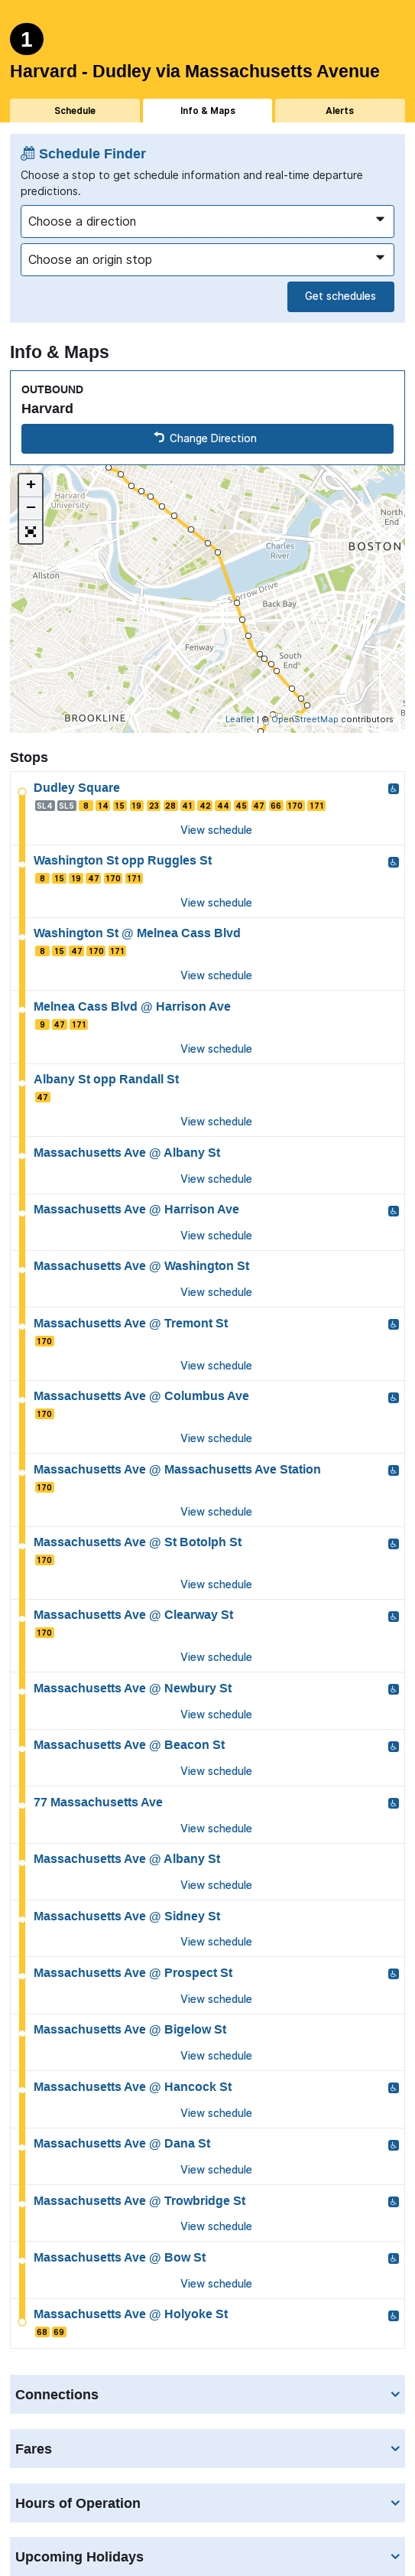 1
Harvard - Dudley via Massachusetts Avenue
Schedule
Info & Maps
Alerts
Schedule Finder
Choose a stop to get schedule information and real-time departure
predictions.
Choose a direction
Choose an origin stop
Get schedules
Info & Maps
OUTBOUND
Harvard
Change Direction
+
−
Harvard
University
North
End
Charles
River
BOSTON
Allston
Storrow Drive
Back Bay
Fenway
South
End
BROOKLINE
Leaflet | © OpenStreetMap contributors
Stops
Dudley Square
SL4 SL5 8 14 15 19 23 28 41 42 44 45 47 66 170 171
View schedule
Washington St opp Ruggles St
8 15 19 47 170 171
View schedule
Washington St @ Melnea Cass Blvd
8 15 47 170 171
View schedule
Melnea Cass Blvd @ Harrison Ave
9 47 171
View schedule
Albany St opp Randall St
47
View schedule
Massachusetts Ave @ Albany St
View schedule
Massachusetts Ave @ Harrison Ave
View schedule
Massachusetts Ave @ Washington St
View schedule
Massachusetts Ave @ Tremont St
170
View schedule
Massachusetts Ave @ Columbus Ave
170
View schedule
Massachusetts Ave @ Massachusetts Ave Station
170
View schedule
Massachusetts Ave @ St Botolph St
170
View schedule
Massachusetts Ave @ Clearway St
170
View schedule
Massachusetts Ave @ Newbury St
View schedule
Massachusetts Ave @ Beacon St
View schedule
77 Massachusetts Ave
View schedule
Massachusetts Ave @ Albany St
View schedule
Massachusetts Ave @ Sidney St
View schedule
Massachusetts Ave @ Prospect St
View schedule
Massachusetts Ave @ Bigelow St
View schedule
Massachusetts Ave @ Hancock St
View schedule
Massachusetts Ave @ Dana St
View schedule
Massachusetts Ave @ Trowbridge St
View schedule
Massachusetts Ave @ Bow St
View schedule
Massachusetts Ave @ Holyoke St
68 69
Connections
Fares
Hours of Operation
Upcoming Holidays